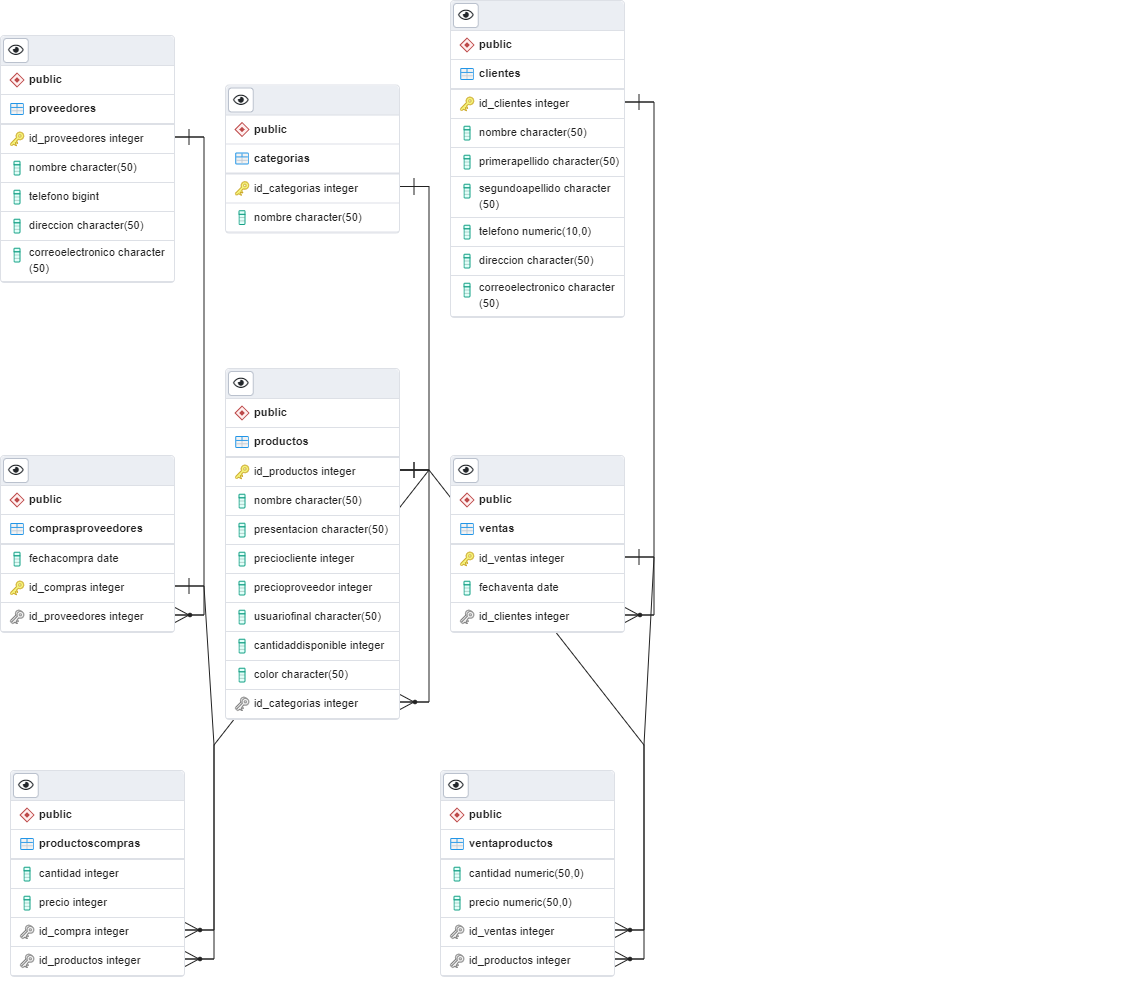 public
proveedores
id_proveedores integer
nombre character(50)
telefono bigint
direccion character(50)
correoelectronico character
(50)
public
categorias
id_categorias integer
nombre character(50)
public
clientes
id_clientes integer
nombre character(50)
primerapellido character(50)
segundoapellido character
(50)
telefono numeric(10,0)
direccion character(50)
correoelectronico character
(50)
public
comprasproveedores
fechacompra date
id_compras integer
id_proveedores integer
public
productos
id_productos integer
nombre character(50)
presentacion character(50)
preciocliente integer
precioproveedor integer
usuariofinal character(50)
cantidaddisponible integer
color character(50)
id_categorias integer
public
ventas
id_ventas integer
fechaventa date
id_clientes integer
public
productoscompras
cantidad integer
precio integer
id_compra integer
id_productos integer
public
ventaproductos
cantidad numeric(50,0)
precio numeric(50,0)
id_ventas integer
id_productos integer